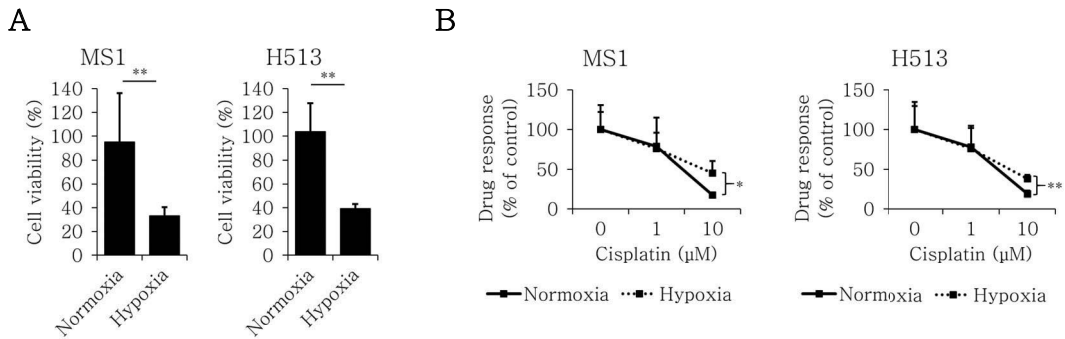 A
MS1
**
Cell viability (%)
140
120
100
80
60
40
20
0
Normoxia
Hypoxia
H513
**
Cell viability (%)
140
120
100
80
60
40
20
0
Normoxia
Hypoxia
B
MS1
Drug response
(% of control)
150
100
50
0
*
0 1 10
Cisplatin (µM)
Normoxia Hypoxia
H513
Drug response
(% of control)
150
100
50
0
**
0 1 10
Cisplatin (µM)
Normoxia Hypoxia